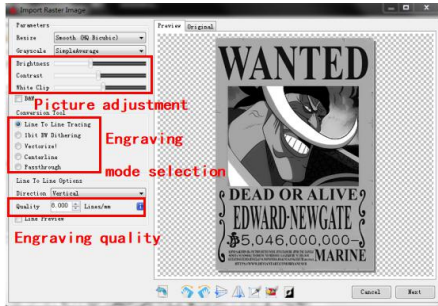 Import Raster Image
Parameters
Resize Smooth (HQ Bicubic)
Grayscale SimpleAverage
Brightness
Contrast
White Clip
Picture adjustment
Conversion Tool
Line To Line Tracing
1bit BW Dithering
Vectorize!
Centerline
Passthrough
Engraving
mode selection
Line To Line Options
Direction Vertical
Quality Lines/mm
Line Preview
Engraving quality
Preview Original
WANTED
DEAD OR ALIVE
EDWARD·NEWGATE
5,046,000,000-
MARINE
Cancel Next